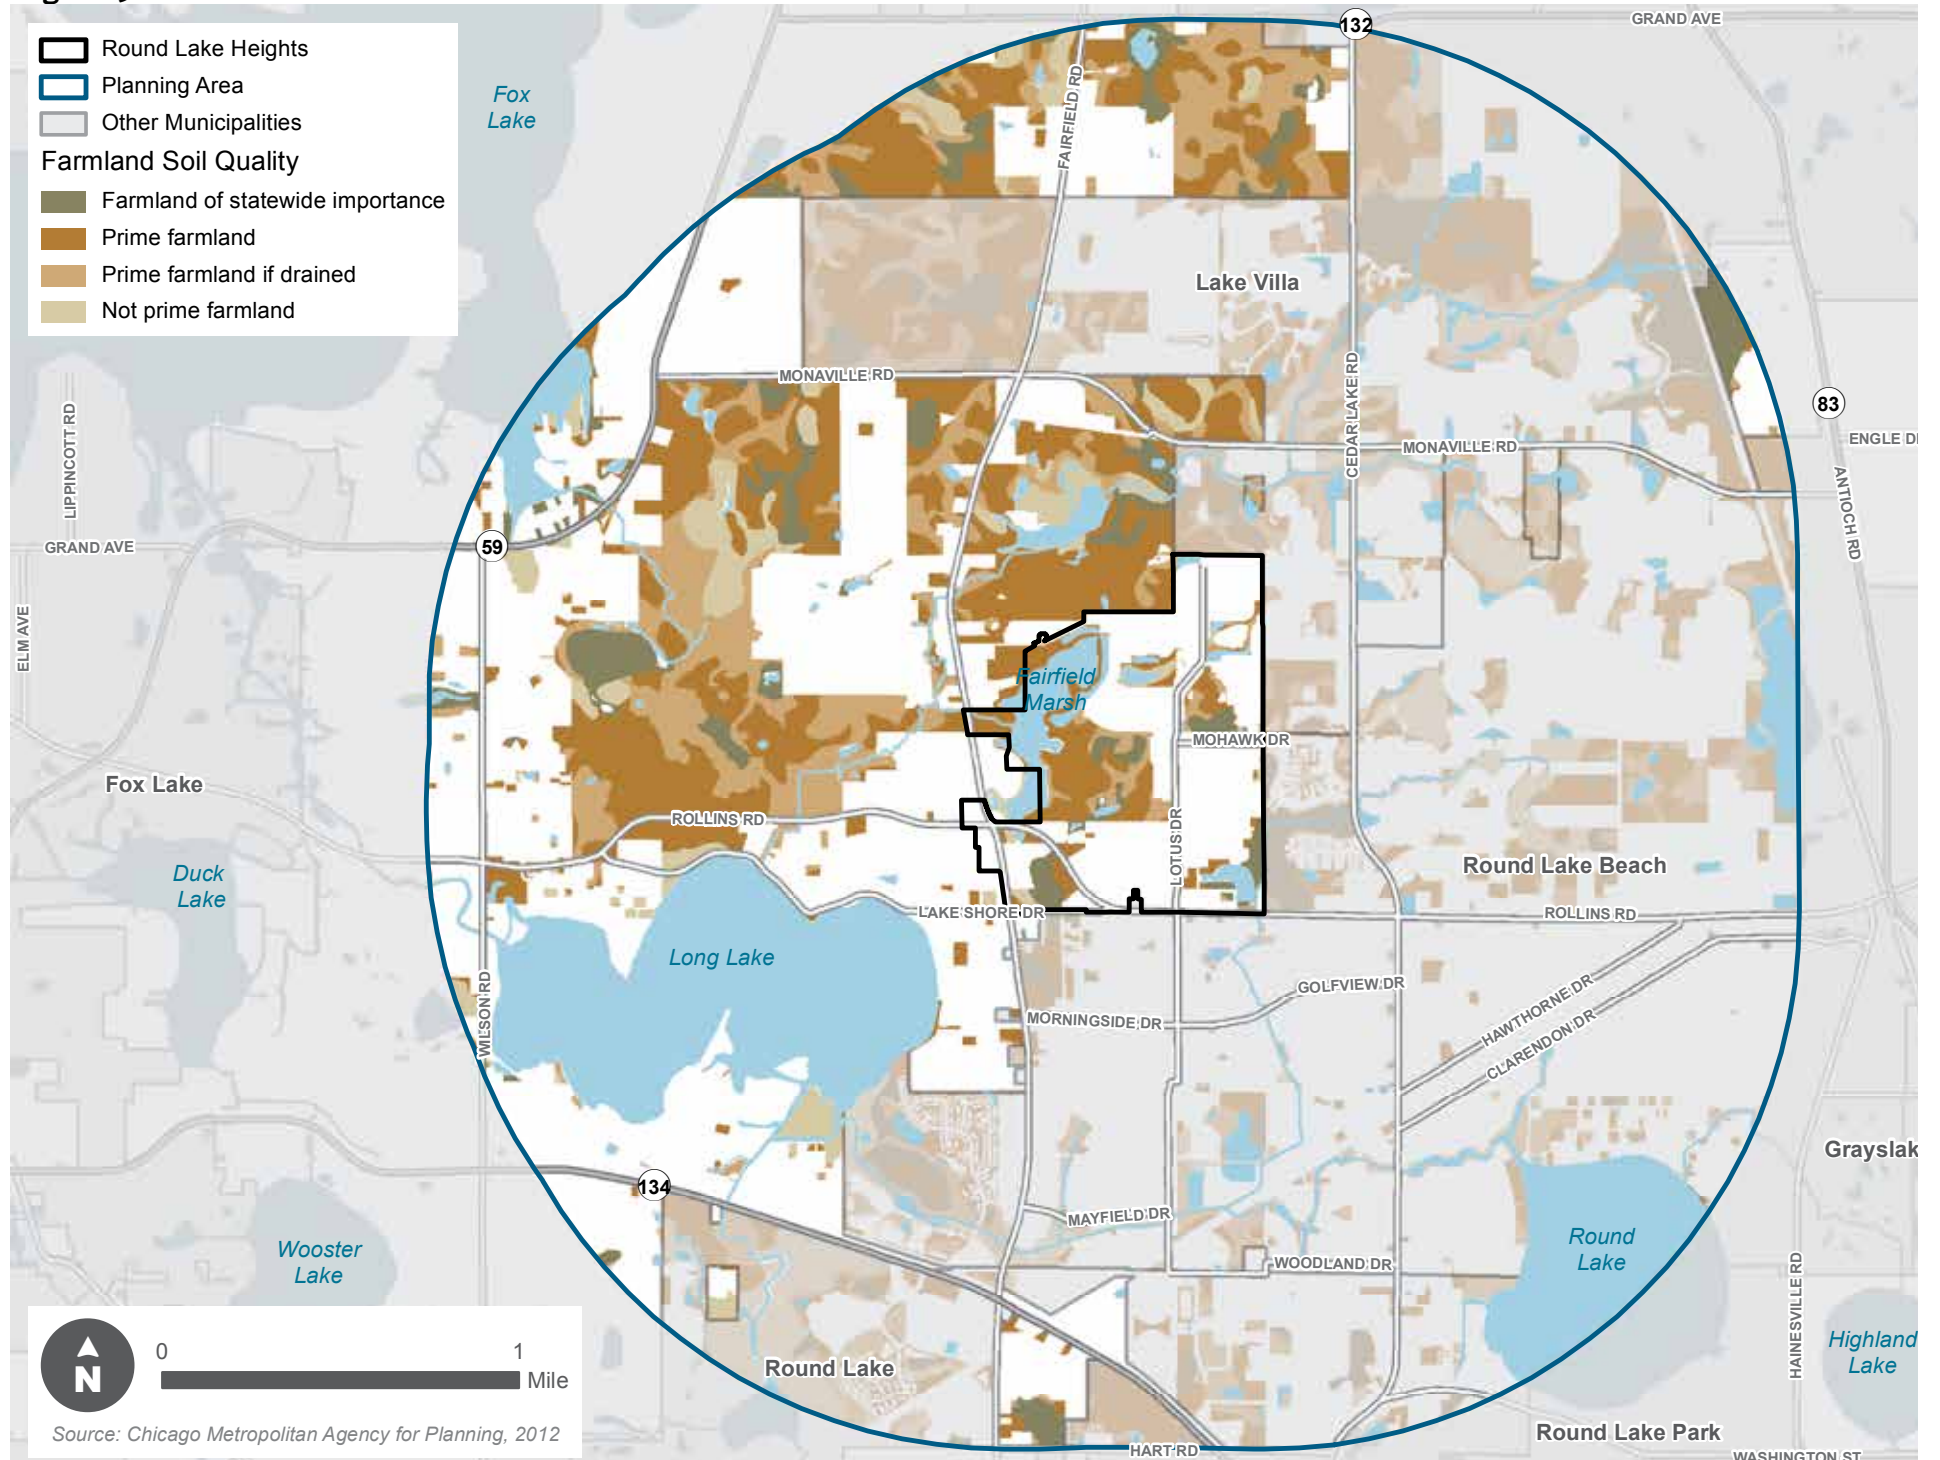 Round Lake Heights
Planning Area
Other Municipalities
Farmland Soil Quality
Farmland of statewide importance
Prime farmland
Prime farmland if drained
Not prime farmland
Fox
Lake
132
GRAND AVE
FAIRFIELD RD
Lake Villa
MONAVILLE RD
CEDAR LAKE RD
83
LIPPINCOTT RD
MONAVILLE RD
ENGLE D
ANTIOCH RD
GRAND AVE
59
ELM AVE
Fairfield
Marsh
MOHAWK DR
Fox Lake
ROLLINS RD
LOTUS DR
Round Lake Beach
Duck
Lake
LAKE SHORE DR
ROLLINS RD
Long Lake
WILSON RD
GOLFVIEW DR
HAWTHORNE DR
MORNINGSIDE DR
CLARENDON DR
Grayslak
134
MAYFIELD DR
Wooster
Lake
Round
Lake
WOODLAND DR
HAINESVILLE RD
Highland
Lake
N
0
1
Mile
Round Lake
Source: Chicago Metropolitan Agency for Planning, 2012
Round Lake Park
HART RD
WASHINGTON ST